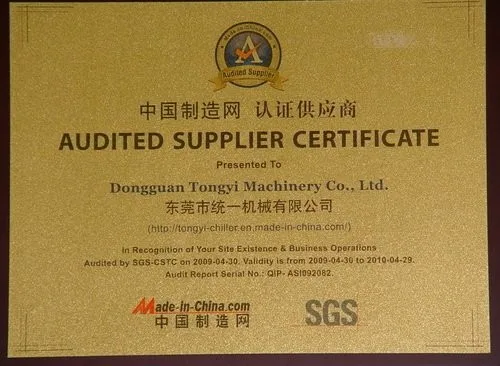 Audited Supplier
中国制造网 认证供应商
AUDITED SUPPLIER CERTIFICATE
Presented To
Dongguan Tongyi Machinery Co., Ltd.
东莞市统一机械有限公司
(http://tongyi-chiller.en.made-in-china.com/)
in Recognition of Your Site Existence & Business Operations
Audited by SGS-CSTC on 2009-04-30. Validity is from 2009-04-30 to 2010-04-29.
Audit Report Serial No.: QIP- ASI092082.
Made-in-China.com
中国制造网
SGS